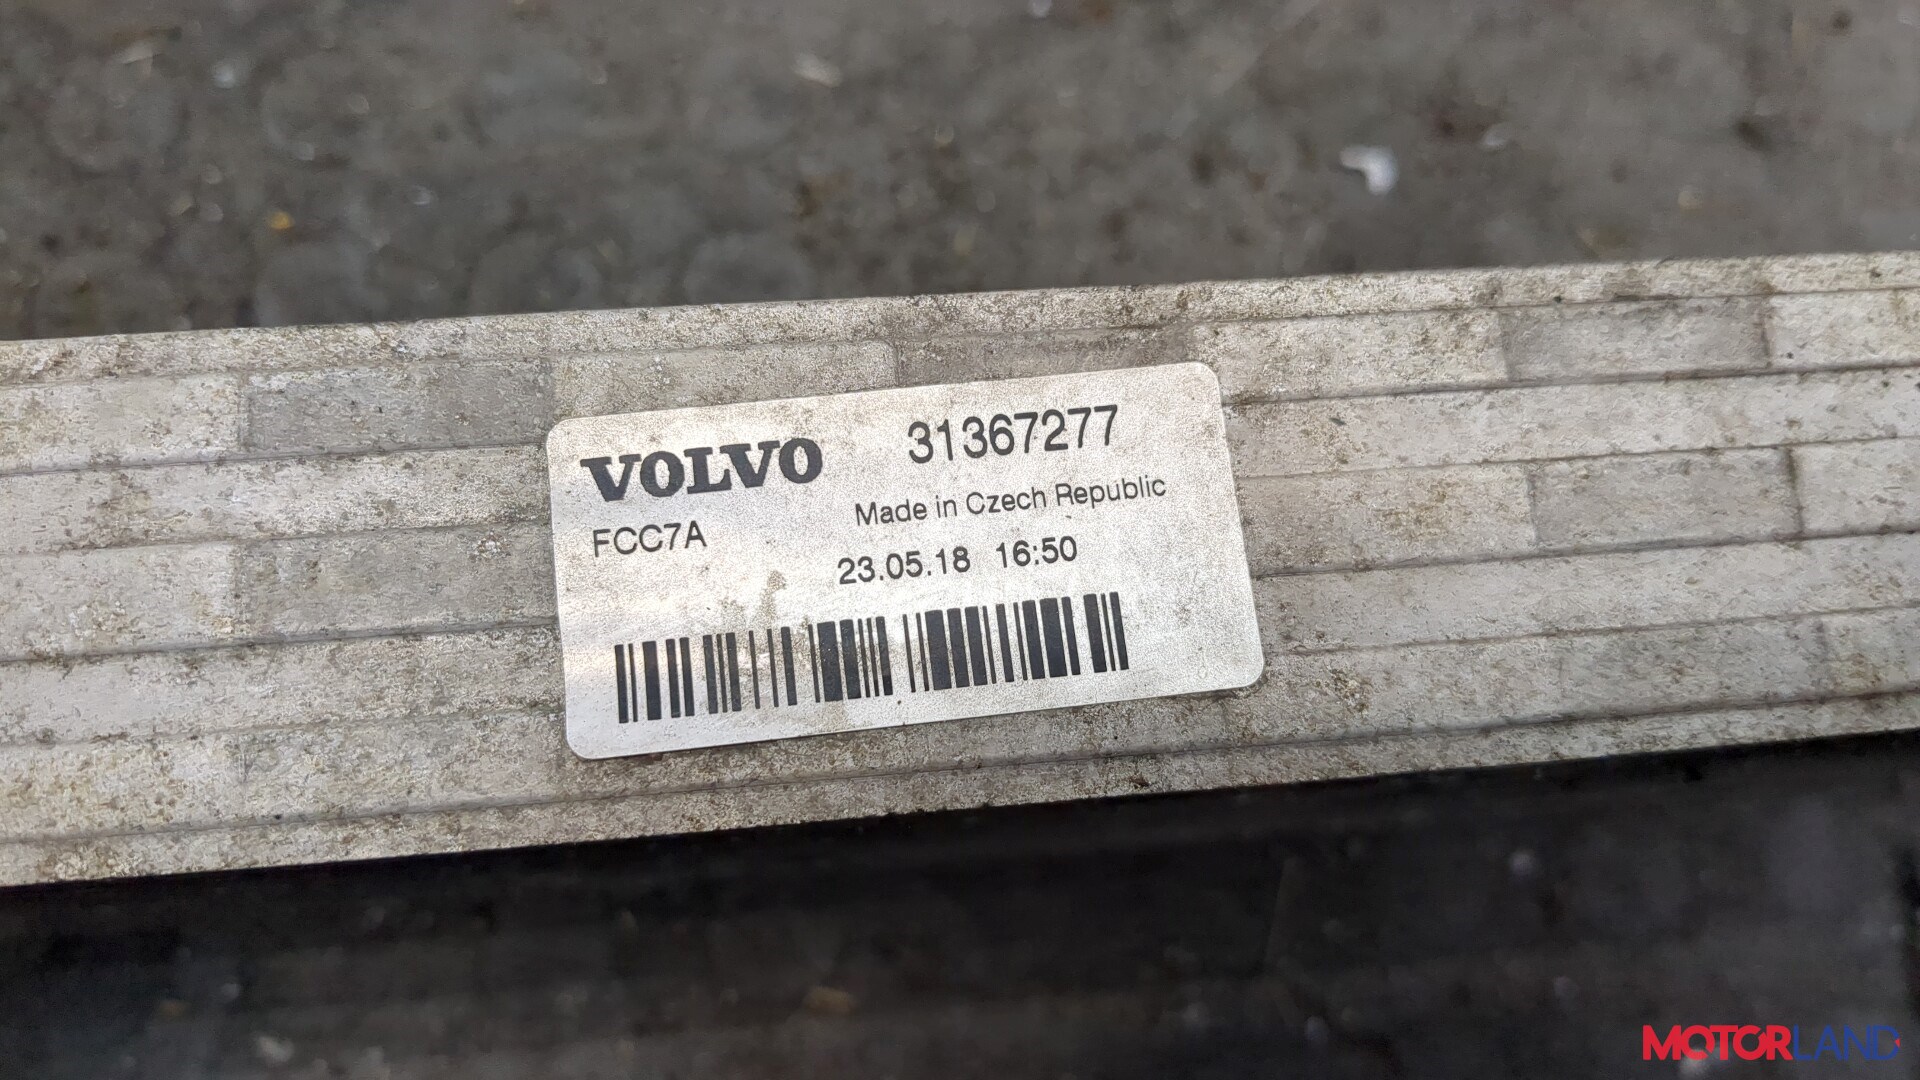 VOLVO 31367277
Made in Czech Republic
FCC7A
23.05.18 16:50
MOTORLAND